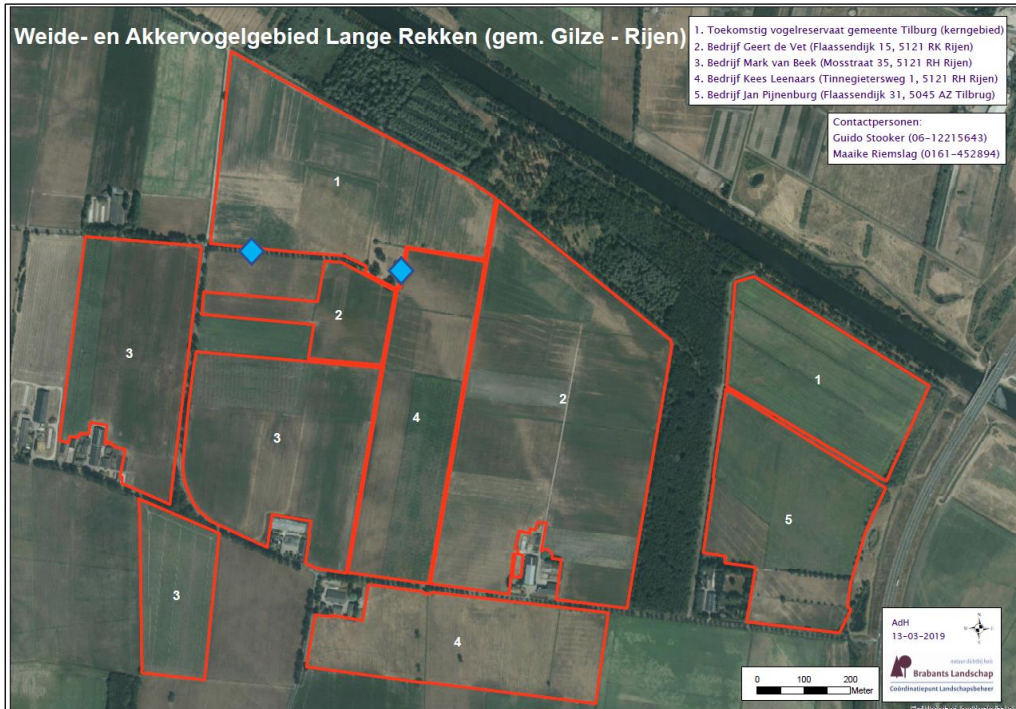 Weide- en Akkervogelgebied Lange Rekken (gem. Gilze - Rijen)
1. Toekomstig vogelreservaat gemeente Tilburg (kerngebied)
2. Bedrijf Geert de Vet (Flaassendijk 15, 5121 RK Rijen)
3. Bedrijf Mark van Beek (Mosstraat 35, 5121 RH Rijen)
4. Bedrijf Kees Leenaars (Tinnegietersweg 1, 5121 RH Rijen)
5. Bedrijf Jan Pijnenburg (Flaassendijk 31, 5045 AZ Tilbrug)
Contactpersonen:
Guido Stooker (06-12215643)
Maaike Riemslag (0161-452894)
1
2
3
3
4
2
1
5
3
4
AdH
13-03-2019
Brabants Landschap
Coördinatiepunt Landschapsbeheer
0 100 200
Meter